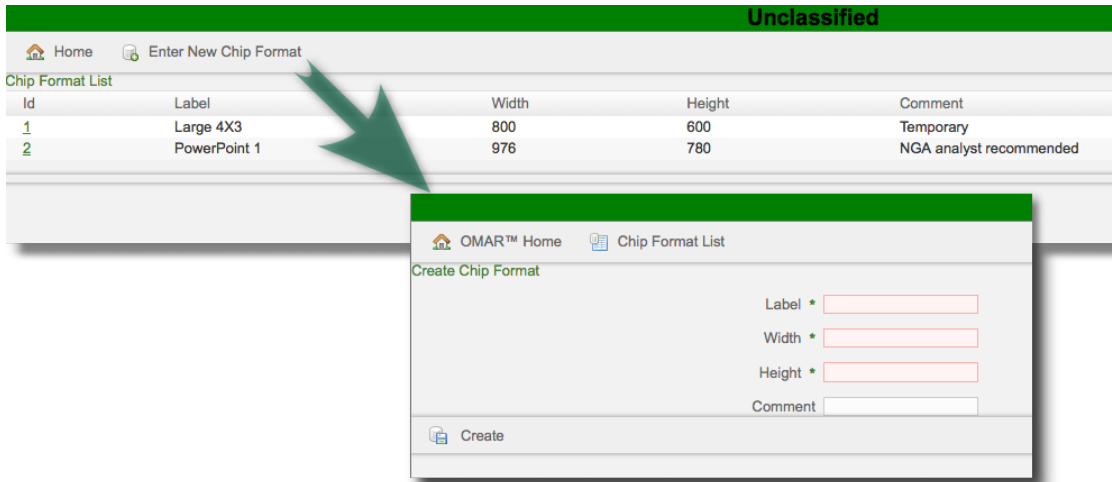 Unclassified
Home Enter New Chip Format
Chip Format List
Id Label Width Height Comment
1 Large 4X3 800 600 Temporary
2 PowerPoint 1 976 780 NGA analyst recommended
OMAR™ Home Chip Format List
Create Chip Format
Label *
Width *
Height *
Comment
Create